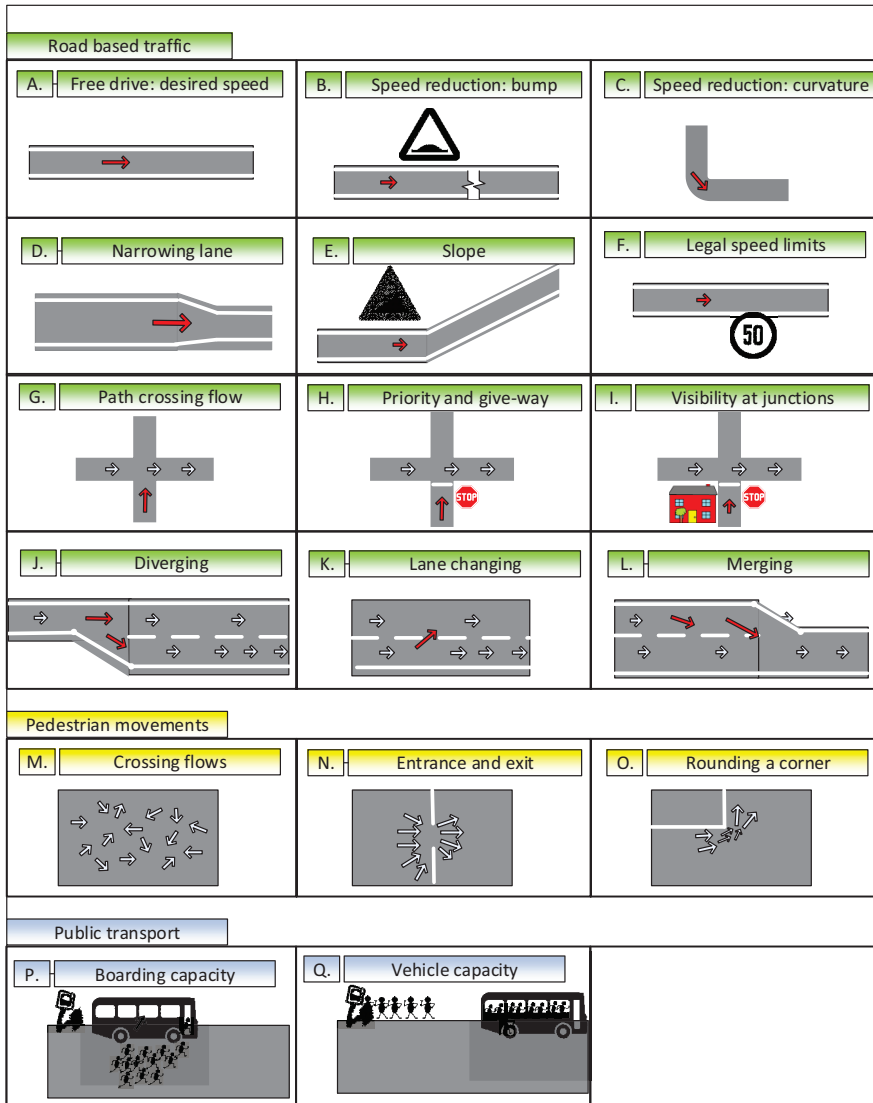 Road based traffic
A. Free drive: desired speed
B. Speed reduction: bump
C. Speed reduction: curvature
D. Narrowing lane
E. Slope
F. Legal speed limits
50
G. Path crossing flow
H. Priority and give-way
I. Visibility at junctions
STOP
STOP
J. Diverging
K. Lane changing
L. Merging
Pedestrian movements
M. Crossing flows
N. Entrance and exit
O. Rounding a corner
Public transport
P. Boarding capacity
Q. Vehicle capacity